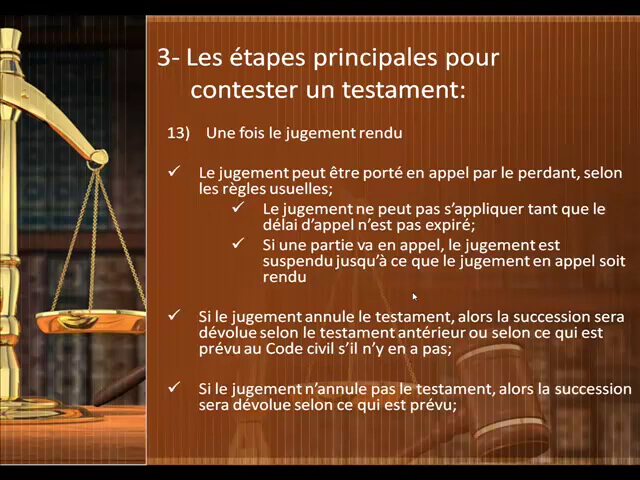 3- Les étapes principales pour
contester un testament:
13) Une fois le jugement rendu
✓ Le jugement peut être porté en appel par le perdant, selon
les règles usuelles;
✓ Le jugement ne peut pas s'appliquer tant que le
délai d'appel n'est pas expiré;
✓ Si une partie va en appel, le jugement est
suspendu jusqu'à ce que le jugement en appel soit
rendu
✓ Si le jugement annule le testament, alors la succession sera
dévolue selon le testament antérieur ou selon ce qui est
prévu au Code civil s'il n'y en a pas;
✓ Si le jugement n'annule pas le testament, alors la succession
sera dévolue selon ce qui est prévu;